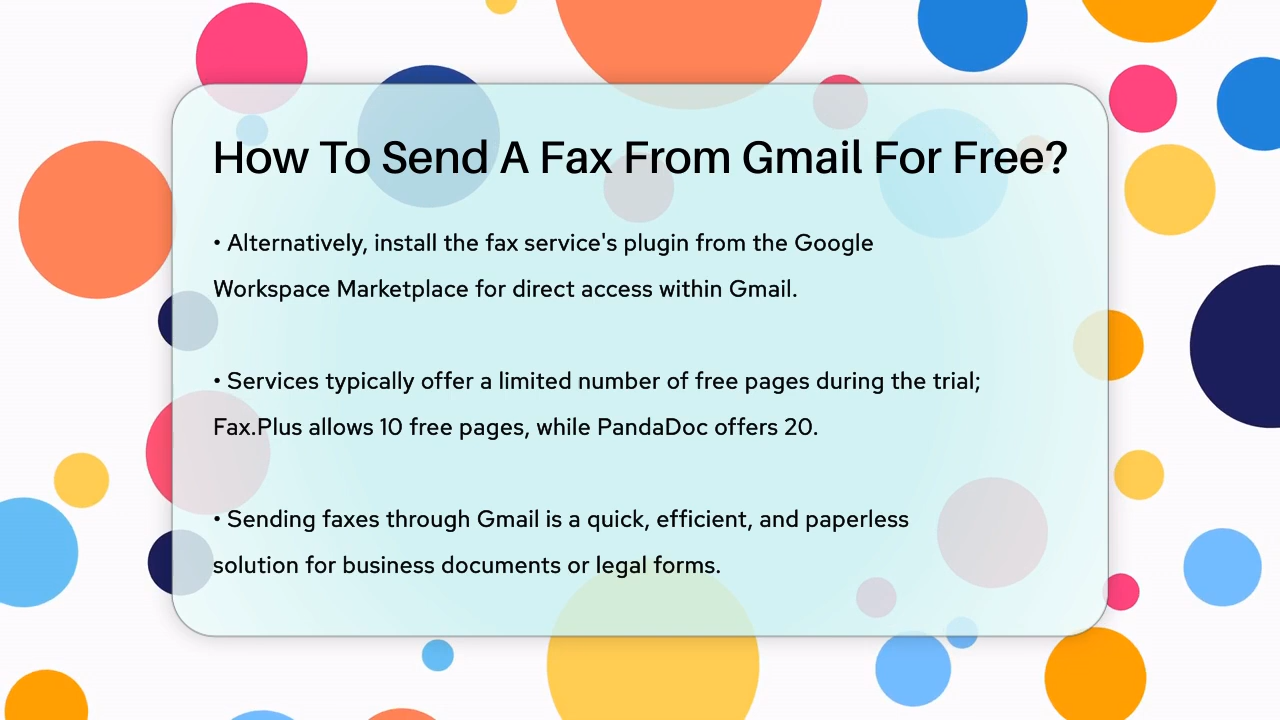 How To Send A Fax From Gmail For Free?
• Alternatively, install the fax service's plugin from the Google
Workspace Marketplace for direct access within Gmail.
• Services typically offer a limited number of free pages during the trial;
Fax.Plus allows 10 free pages, while PandaDoc offers 20.
• Sending faxes through Gmail is a quick, efficient, and paperless
solution for business documents or legal forms.